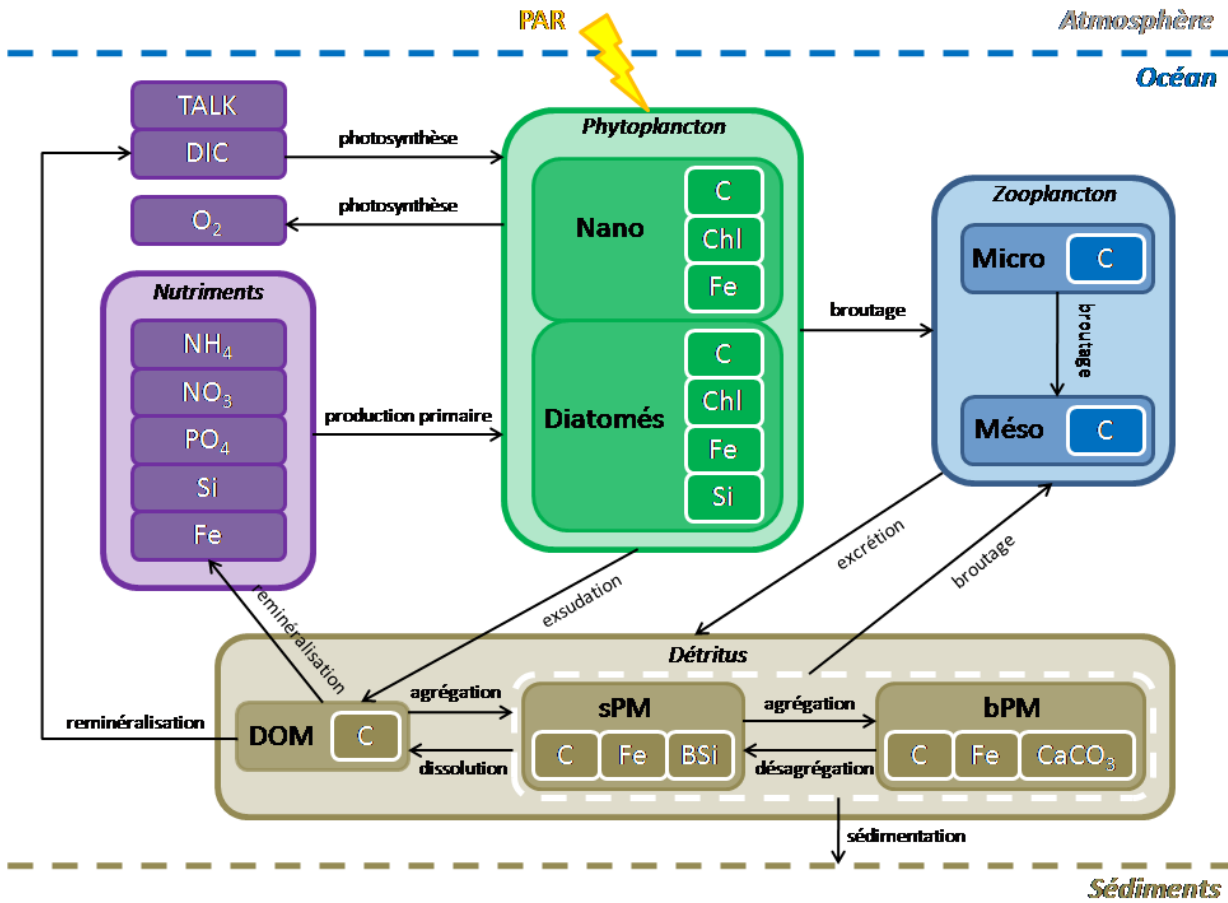 PAR
Atmosphère
Océan
TALK
DIC
O₂
photosynthèse
photosynthèse
Nutriments
NH₄
NO₃
PO₄
Si
Fe
production primaire
Phytoplancton
Nano
C
Chl
Fe
Diatomés
C
Chl
Fe
Si
broutage
Zooplancton
Micro
C
broutage
Méso
C
reminéralisation
exsudation
excrétion
broutage
Détritus
reminéralisation
DOM
C
agrégation
dissolution
sPM
C
Fe
BSi
agrégation
désagrégation
bPM
C
Fe
CaCO₃
sédimentation
Sédiments